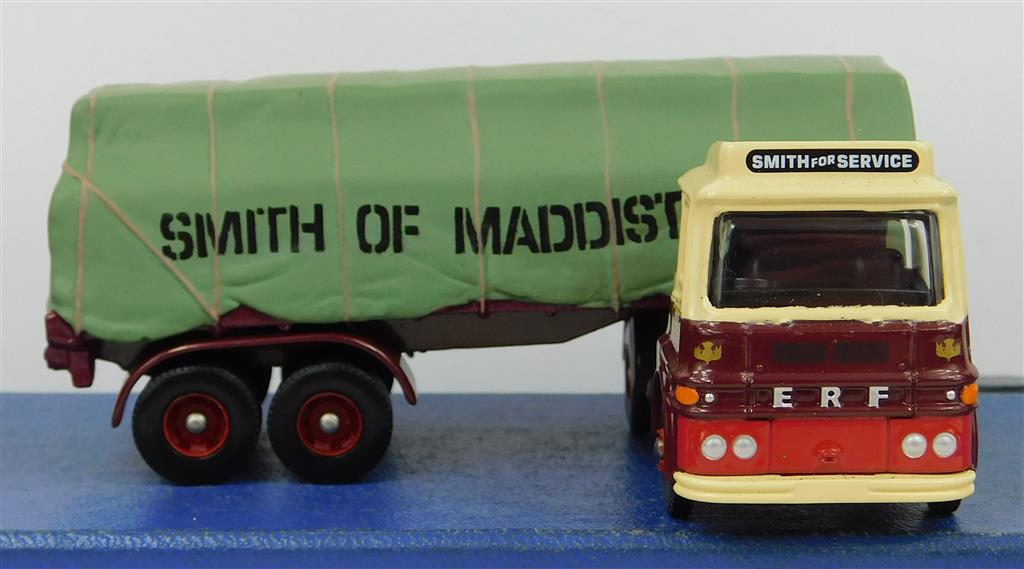 SMITH FOR SERVICE
SMITH OF MADDIST
ERF